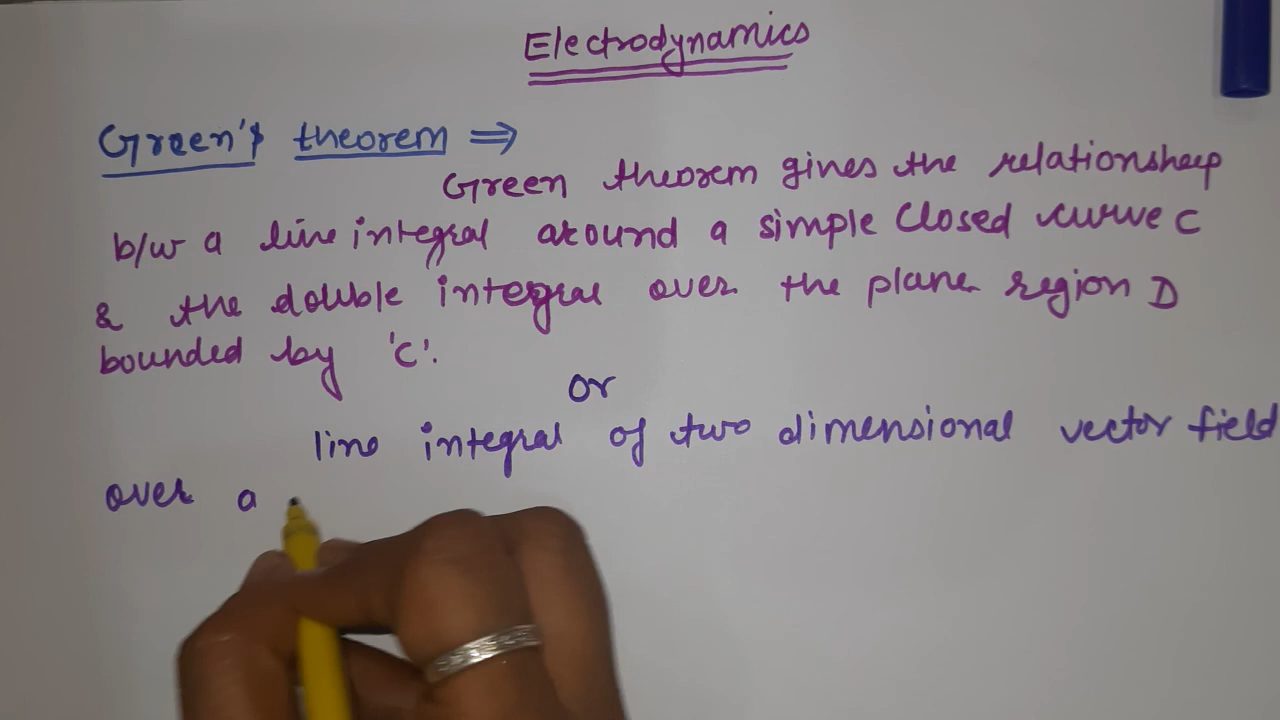 Electrodynamics
Green's theorem ⇒
Green theorem gives the relationsheep
b/w a line integral around a simple Closed curve C
& the double integral over the plane region D
bounded by 'C'.
or
line integral of two dimensional vector field
over a